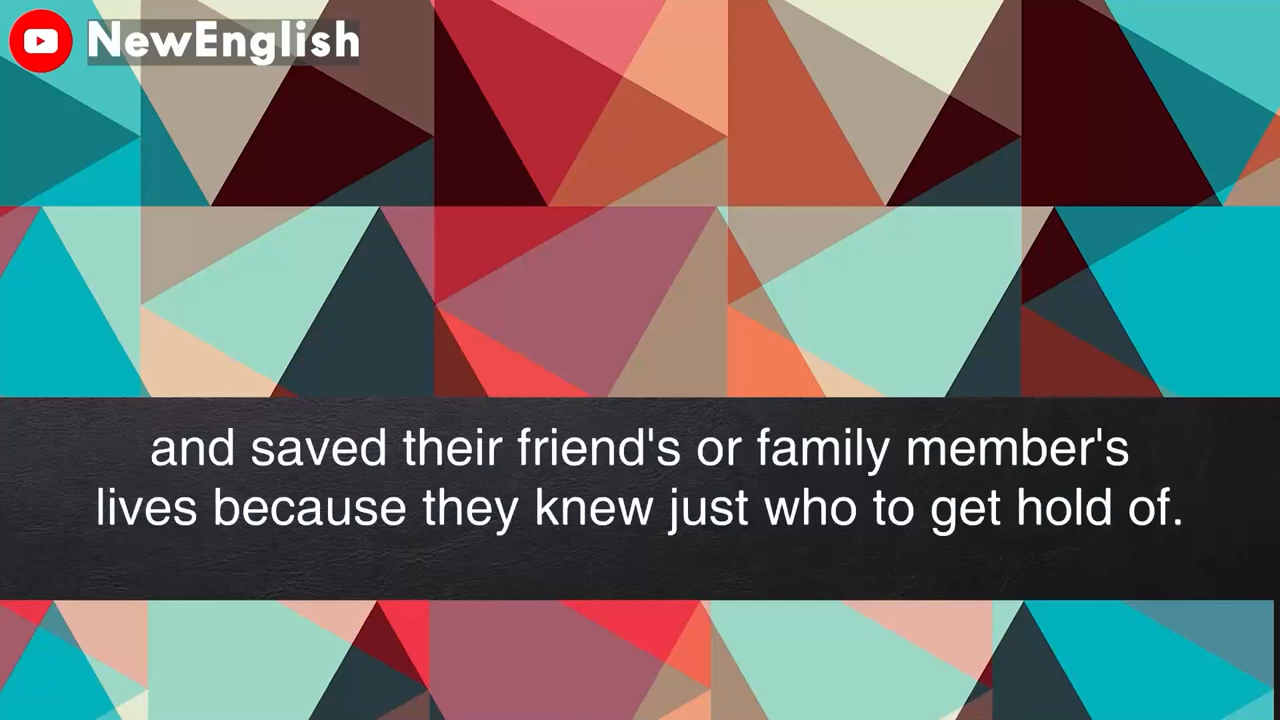 NewEnglish
and saved their friend's or family member's
lives because they knew just who to get hold of.